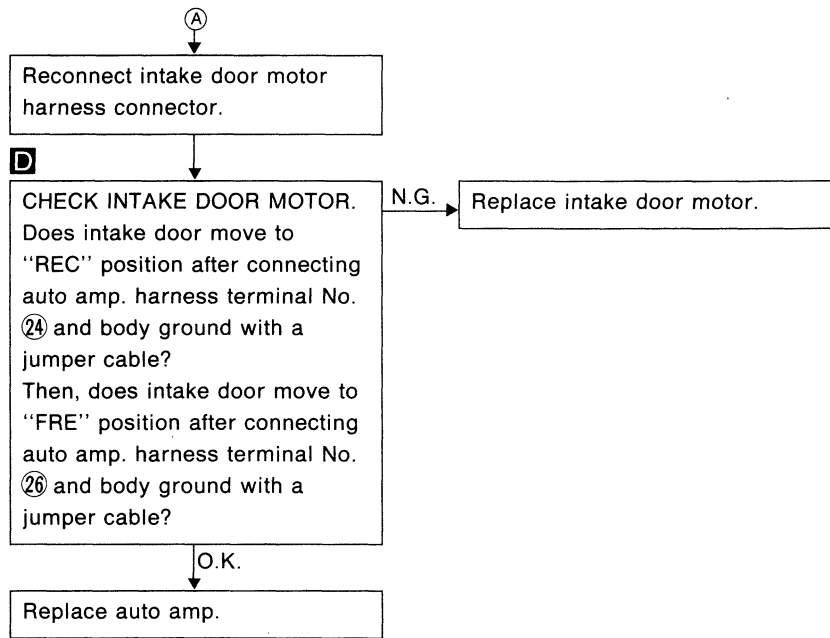 Ⓐ
Reconnect intake door motor
harness connector.
D
CHECK INTAKE DOOR MOTOR.
Does intake door move to
“REC” position after connecting
auto amp. harness terminal No.
㉔ and body ground with a
jumper cable?
Then, does intake door move to
“FRE” position after connecting
auto amp. harness terminal No.
㉖ and body ground with a
jumper cable?
N.G.
Replace intake door motor.
O.K.
Replace auto amp.